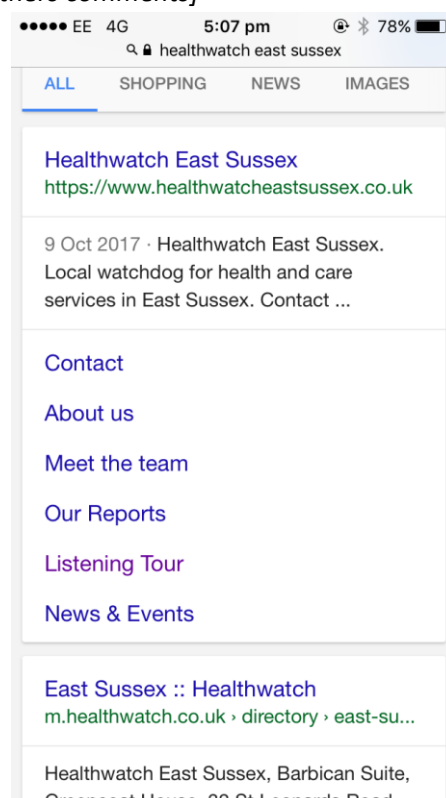 comments]
●●●●● EE 4G 5:07 pm 78%
healthwatch east sussex
ALL SHOPPING NEWS IMAGES
Healthwatch East Sussex
https://www.healthwatcheastsussex.co.uk
9 Oct 2017 · Healthwatch East Sussex.
Local watchdog for health and care
services in East Sussex. Contact ...
Contact
About us
Meet the team
Our Reports
Listening Tour
News & Events
East Sussex :: Healthwatch
m.healthwatch.co.uk › directory › east-su...
Healthwatch East Sussex, Barbican Suite,